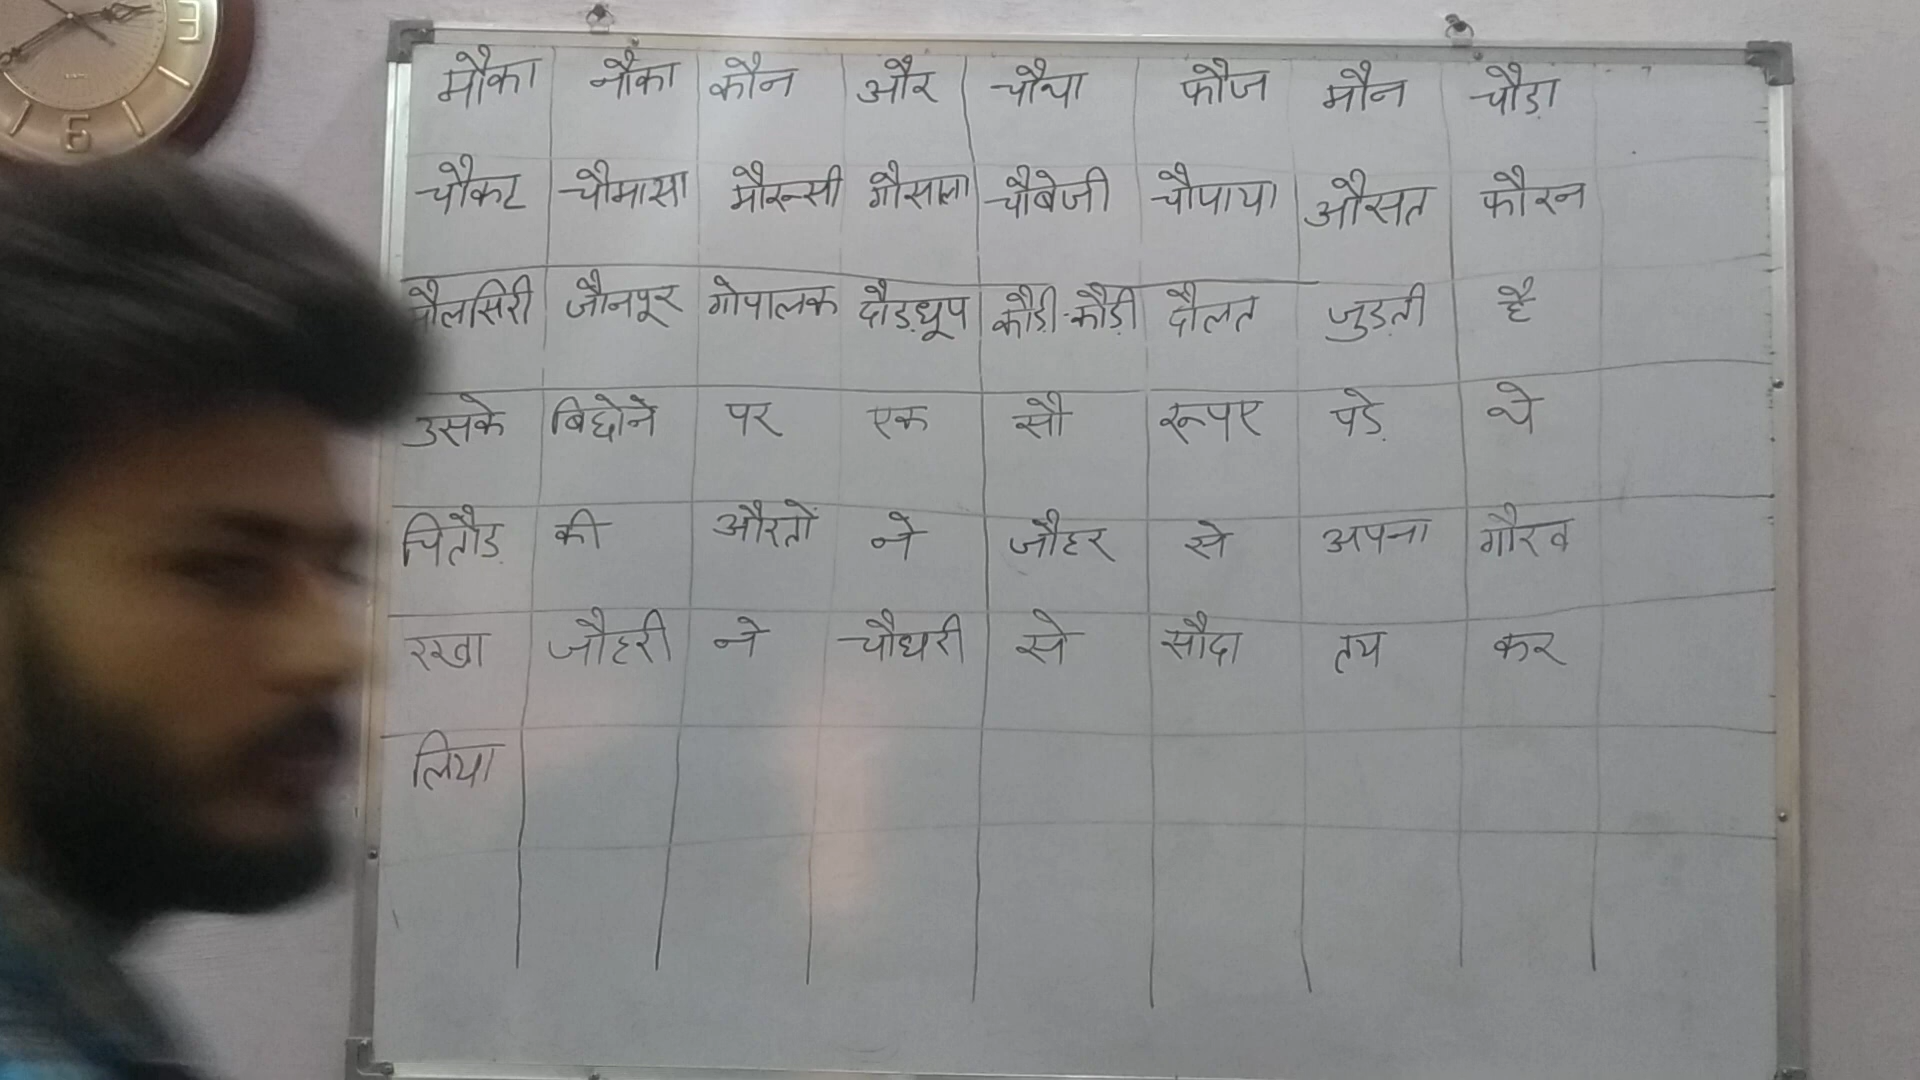 मौका नौका कौन और चौथा फौज मौन चौड़ा
चौकट चौमासा मौरूसी गौसाला चौबेजी चौपाया औसत फौरन
मौलसिरी जौनपूर गोपालक दौड़धूप कौड़ी-कौड़ी दौलत जुड़ती है
उसके बिछोने पर एक सौ रूपए पड़े थे
चितौड़ की औरतों ने जौहर से अपना गौरव
रखा जौहरी ने चौधरी से सौदा तय कर
लिया